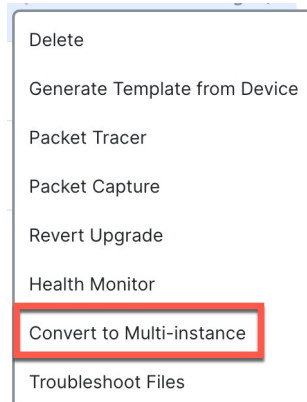 Delete
Generate Template from Device
Packet Tracer
Packet Capture
Revert Upgrade
Health Monitor
Convert to Multi-instance
Troubleshoot Files